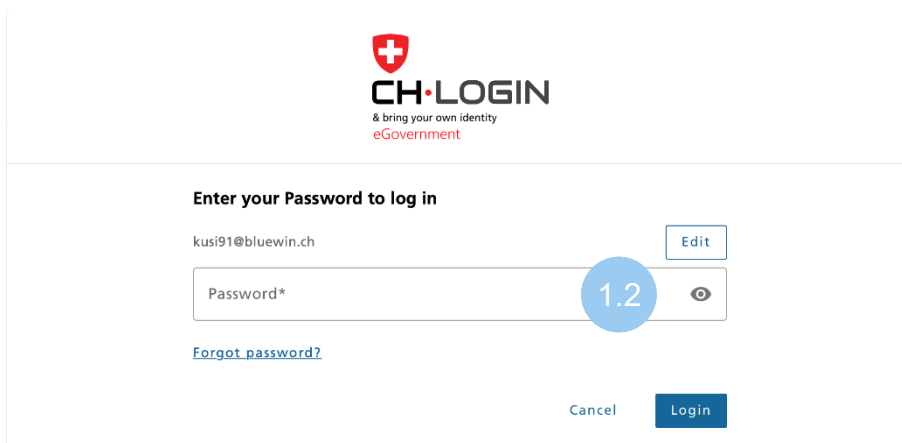 CH·LOGIN
& bring your own identity
eGovernment
Enter your Password to log in
kusi91@bluewin.ch
Edit
Password*
1.2
Forgot password?
Cancel
Login